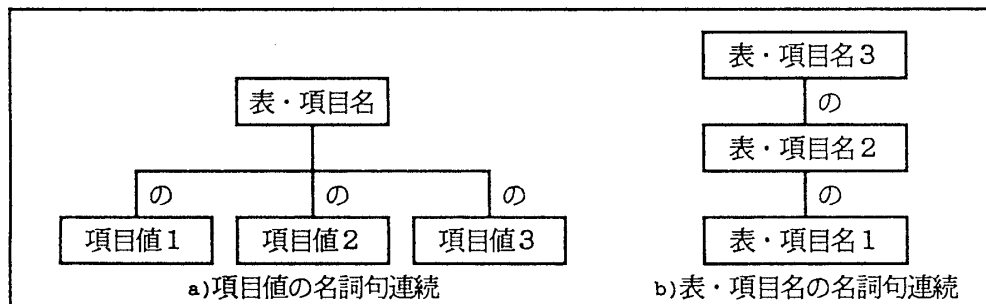 表・項目名
の
の
の
項目値1
項目値2
項目値3
a)項目値の名詞句連続
表・項目名3
の
表・項目名2
の
表・項目名1
b)表・項目名の名詞句連続